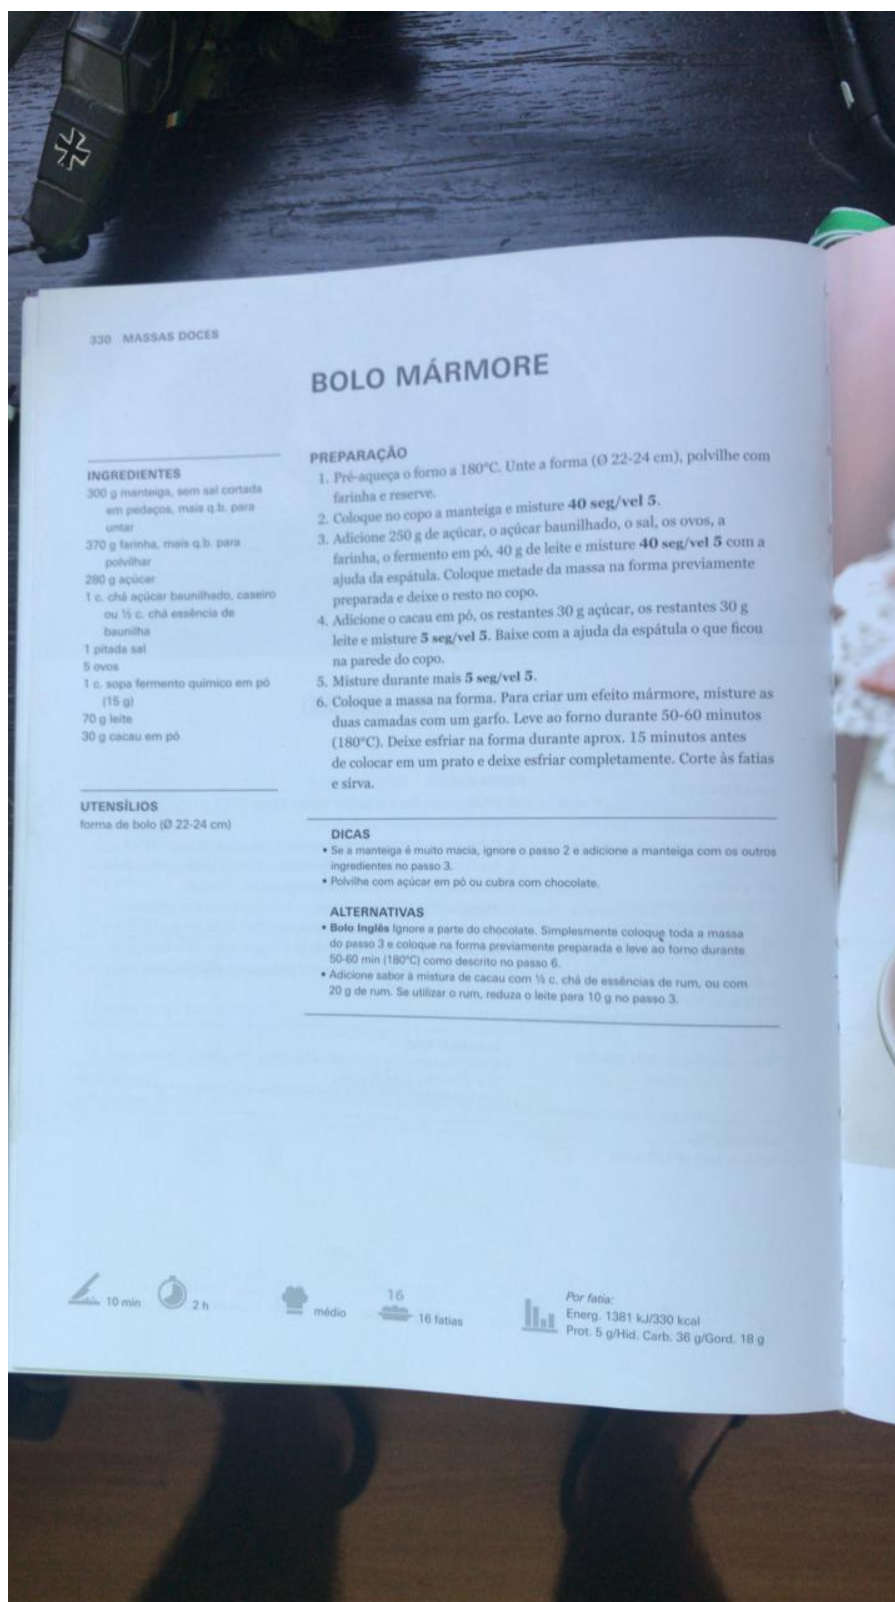 330 MASSAS DOCES
BOLO MÁRMORE
INGREDIENTES
300 g manteiga, sem sal cortada
em pedaços, mais q.b. para
untar
370 g farinha, mais q.b. para
polvilhar
280 g açúcar
1 c. chá açúcar baunilhado, caseiro
ou ½ c. chá essência de
baunilha
1 pitada sal
5 ovos
1 c. sopa fermento químico em pó
(15 g)
70 g leite
30 g cacau em pó
UTENSÍLIOS
forma de bolo (Ø 22-24 cm)
PREPARAÇÃO
1. Pré-aqueça o forno a 180°C. Unte a forma (Ø 22-24 cm), polvilhe com
farinha e reserve.
2. Coloque no copo a manteiga e misture 40 seg/vel 5.
3. Adicione 250 g de açúcar, o açúcar baunilhado, o sal, os ovos, a
farinha, o fermento em pó, 40 g de leite e misture 40 seg/vel 5 com a
ajuda da espátula. Coloque metade da massa na forma previamente
preparada e deixe o resto no copo.
4. Adicione o cacau em pó, os restantes 30 g açúcar, os restantes 30 g
leite e misture 5 seg/vel 5. Baixe com a ajuda da espátula o que ficou
na parede do copo.
5. Misture durante mais 5 seg/vel 5.
6. Coloque a massa na forma. Para criar um efeito mármore, misture as
duas camadas com um garfo. Leve ao forno durante 50-60 minutos
(180°C). Deixe esfriar na forma durante aprox. 15 minutos antes
de colocar em um prato e deixe esfriar completamente. Corte às fatias
e sirva.
DICAS
• Se a manteiga é muito macia, ignore o passo 2 e adicione a manteiga com os outros
ingredientes no passo 3.
• Polvilhe com açúcar em pó ou cubra com chocolate.
ALTERNATIVAS
• Bolo Inglês Ignore a parte do chocolate. Simplesmente coloque toda a massa
do passo 3 e coloque na forma previamente preparada e leve ao forno durante
50-60 min (180°C) como descrito no passo 6.
• Adicione sabor à mistura de cacau com ½ c. chá de essências de rum, ou com
20 g de rum. Se utilizar o rum, reduza o leite para 10 g no passo 3.
10 min
2 h
médio
16
16 fatias
Por fatia:
Energ. 1381 kJ/330 kcal
Prot. 5 g/Hid. Carb. 36 g/Gord. 18 g